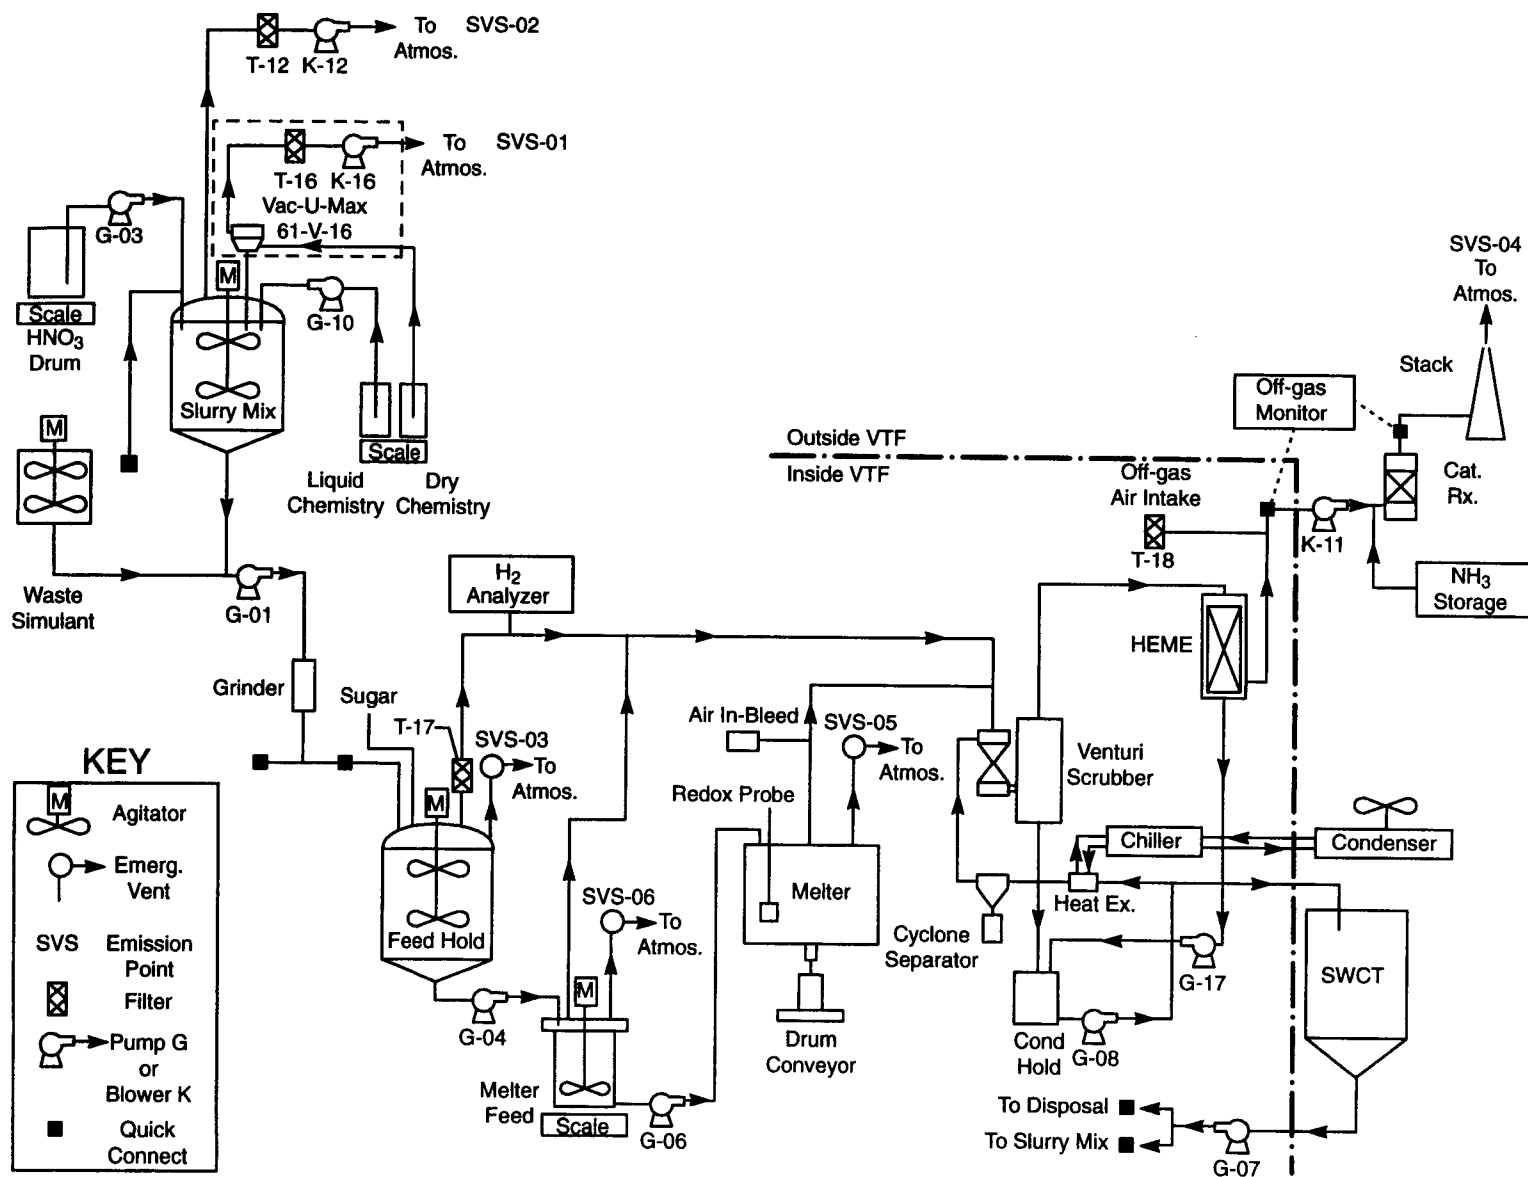 To SVS-02
Atmos.
T-12 K-12
To SVS-01
Atmos.
T-16 K-16
Vac-U-Max
61-V-16
G-03
M
Scale
HNO3
Drum
G-10
Slurry Mix
M
Scale
Liquid
Chemistry
Dry
Chemistry
Waste
Simulant
G-01
SVS-04
To
Atmos.
Stack
Off-gas
Monitor
Outside VTF
Inside VTF
Off-gas
Air Intake
Cat.
Rx.
T-18
K-11
NH3
Storage
H2
Analyzer
HEME
Grinder
Sugar
T-17
SVS-03
To
Atmos.
Air In-Bleed
SVS-05
To
Atmos.
Venturi
Scrubber
Redox Probe
M
Chiller
Condenser
Melter
Heat Ex.
SVS-06
To
Atmos.
Feed Hold
Cyclone
Separator
G-17
SWCT
M
G-04
Drum
Conveyor
Cond
Hold
G-08
Melter
Feed
Scale
G-06
To Disposal
To Slurry Mix
G-07
KEY
M
Agitator
Emerg.
Vent
SVS Emission
Point
Filter
Pump G
or
Blower K
Quick
Connect